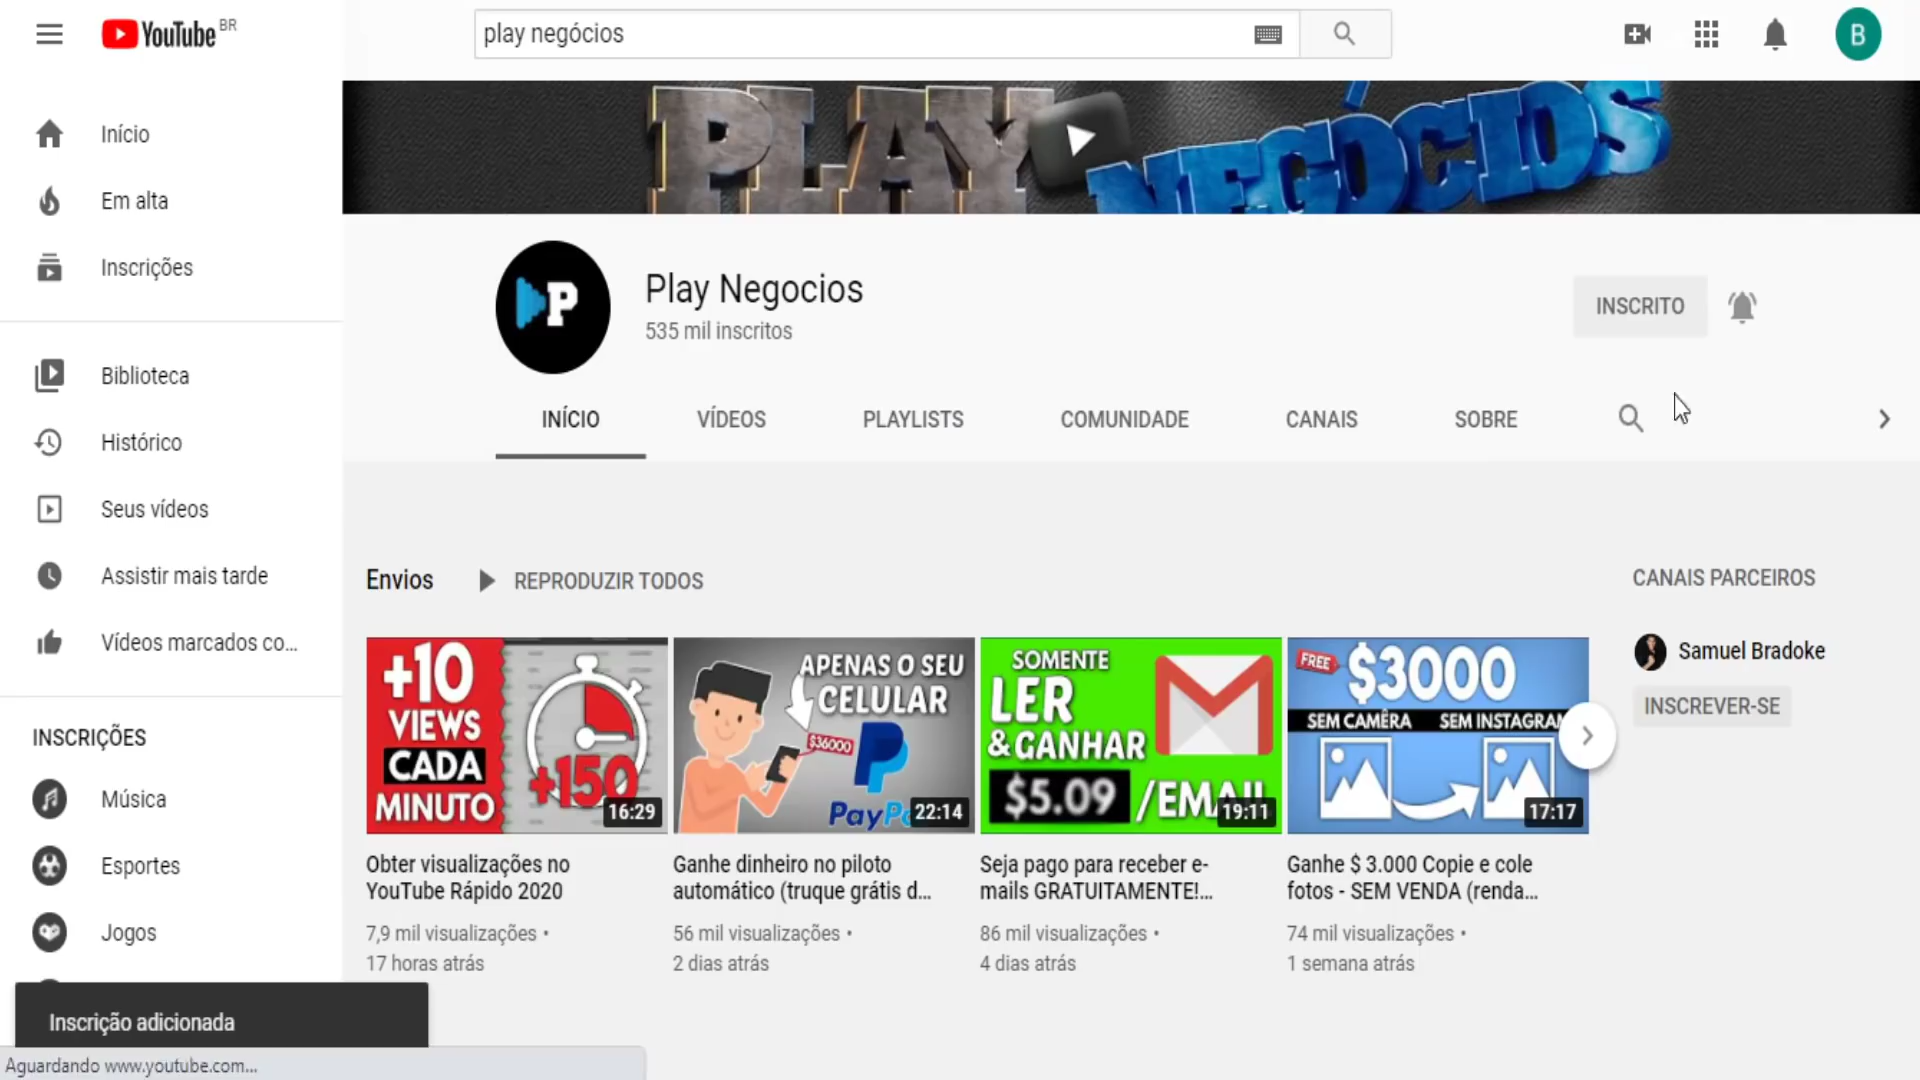 YouTube BR
play negócios
B
PLAY NEGÓCIOS
Início
Em alta
Inscrições
Biblioteca
Histórico
Seus vídeos
Assistir mais tarde
Vídeos marcados co...
INSCRIÇÕES
Música
Esportes
Jogos
Inscrição adicionada
Aguardando www.youtube.com...
P
Play Negocios
535 mil inscritos
INSCRITO
INÍCIO
VÍDEOS
PLAYLISTS
COMUNIDADE
CANAIS
SOBRE
Envios
REPRODUZIR TODOS
+10
VIEWS
CADA
MINUTO
+150
16:29
Obter visualizações no
YouTube Rápido 2020
7,9 mil visualizações •
17 horas atrás
APENAS O SEU
CELULAR
$36000
PayP
22:14
Ganhe dinheiro no piloto
automático (truque grátis d...
56 mil visualizações •
2 dias atrás
SOMENTE
LER
& GANHAR
$5.09 /EMAIL
19:11
Seja pago para receber e-
mails GRATUITAMENTE!...
86 mil visualizações •
4 dias atrás
FREE $3000
SEM CAMÊRA SEM INSTAGRAM
17:17
Ganhe $ 3.000 Copie e cole
fotos - SEM VENDA (renda...
74 mil visualizações •
1 semana atrás
CANAIS PARCEIROS
Samuel Bradoke
INSCREVER-SE